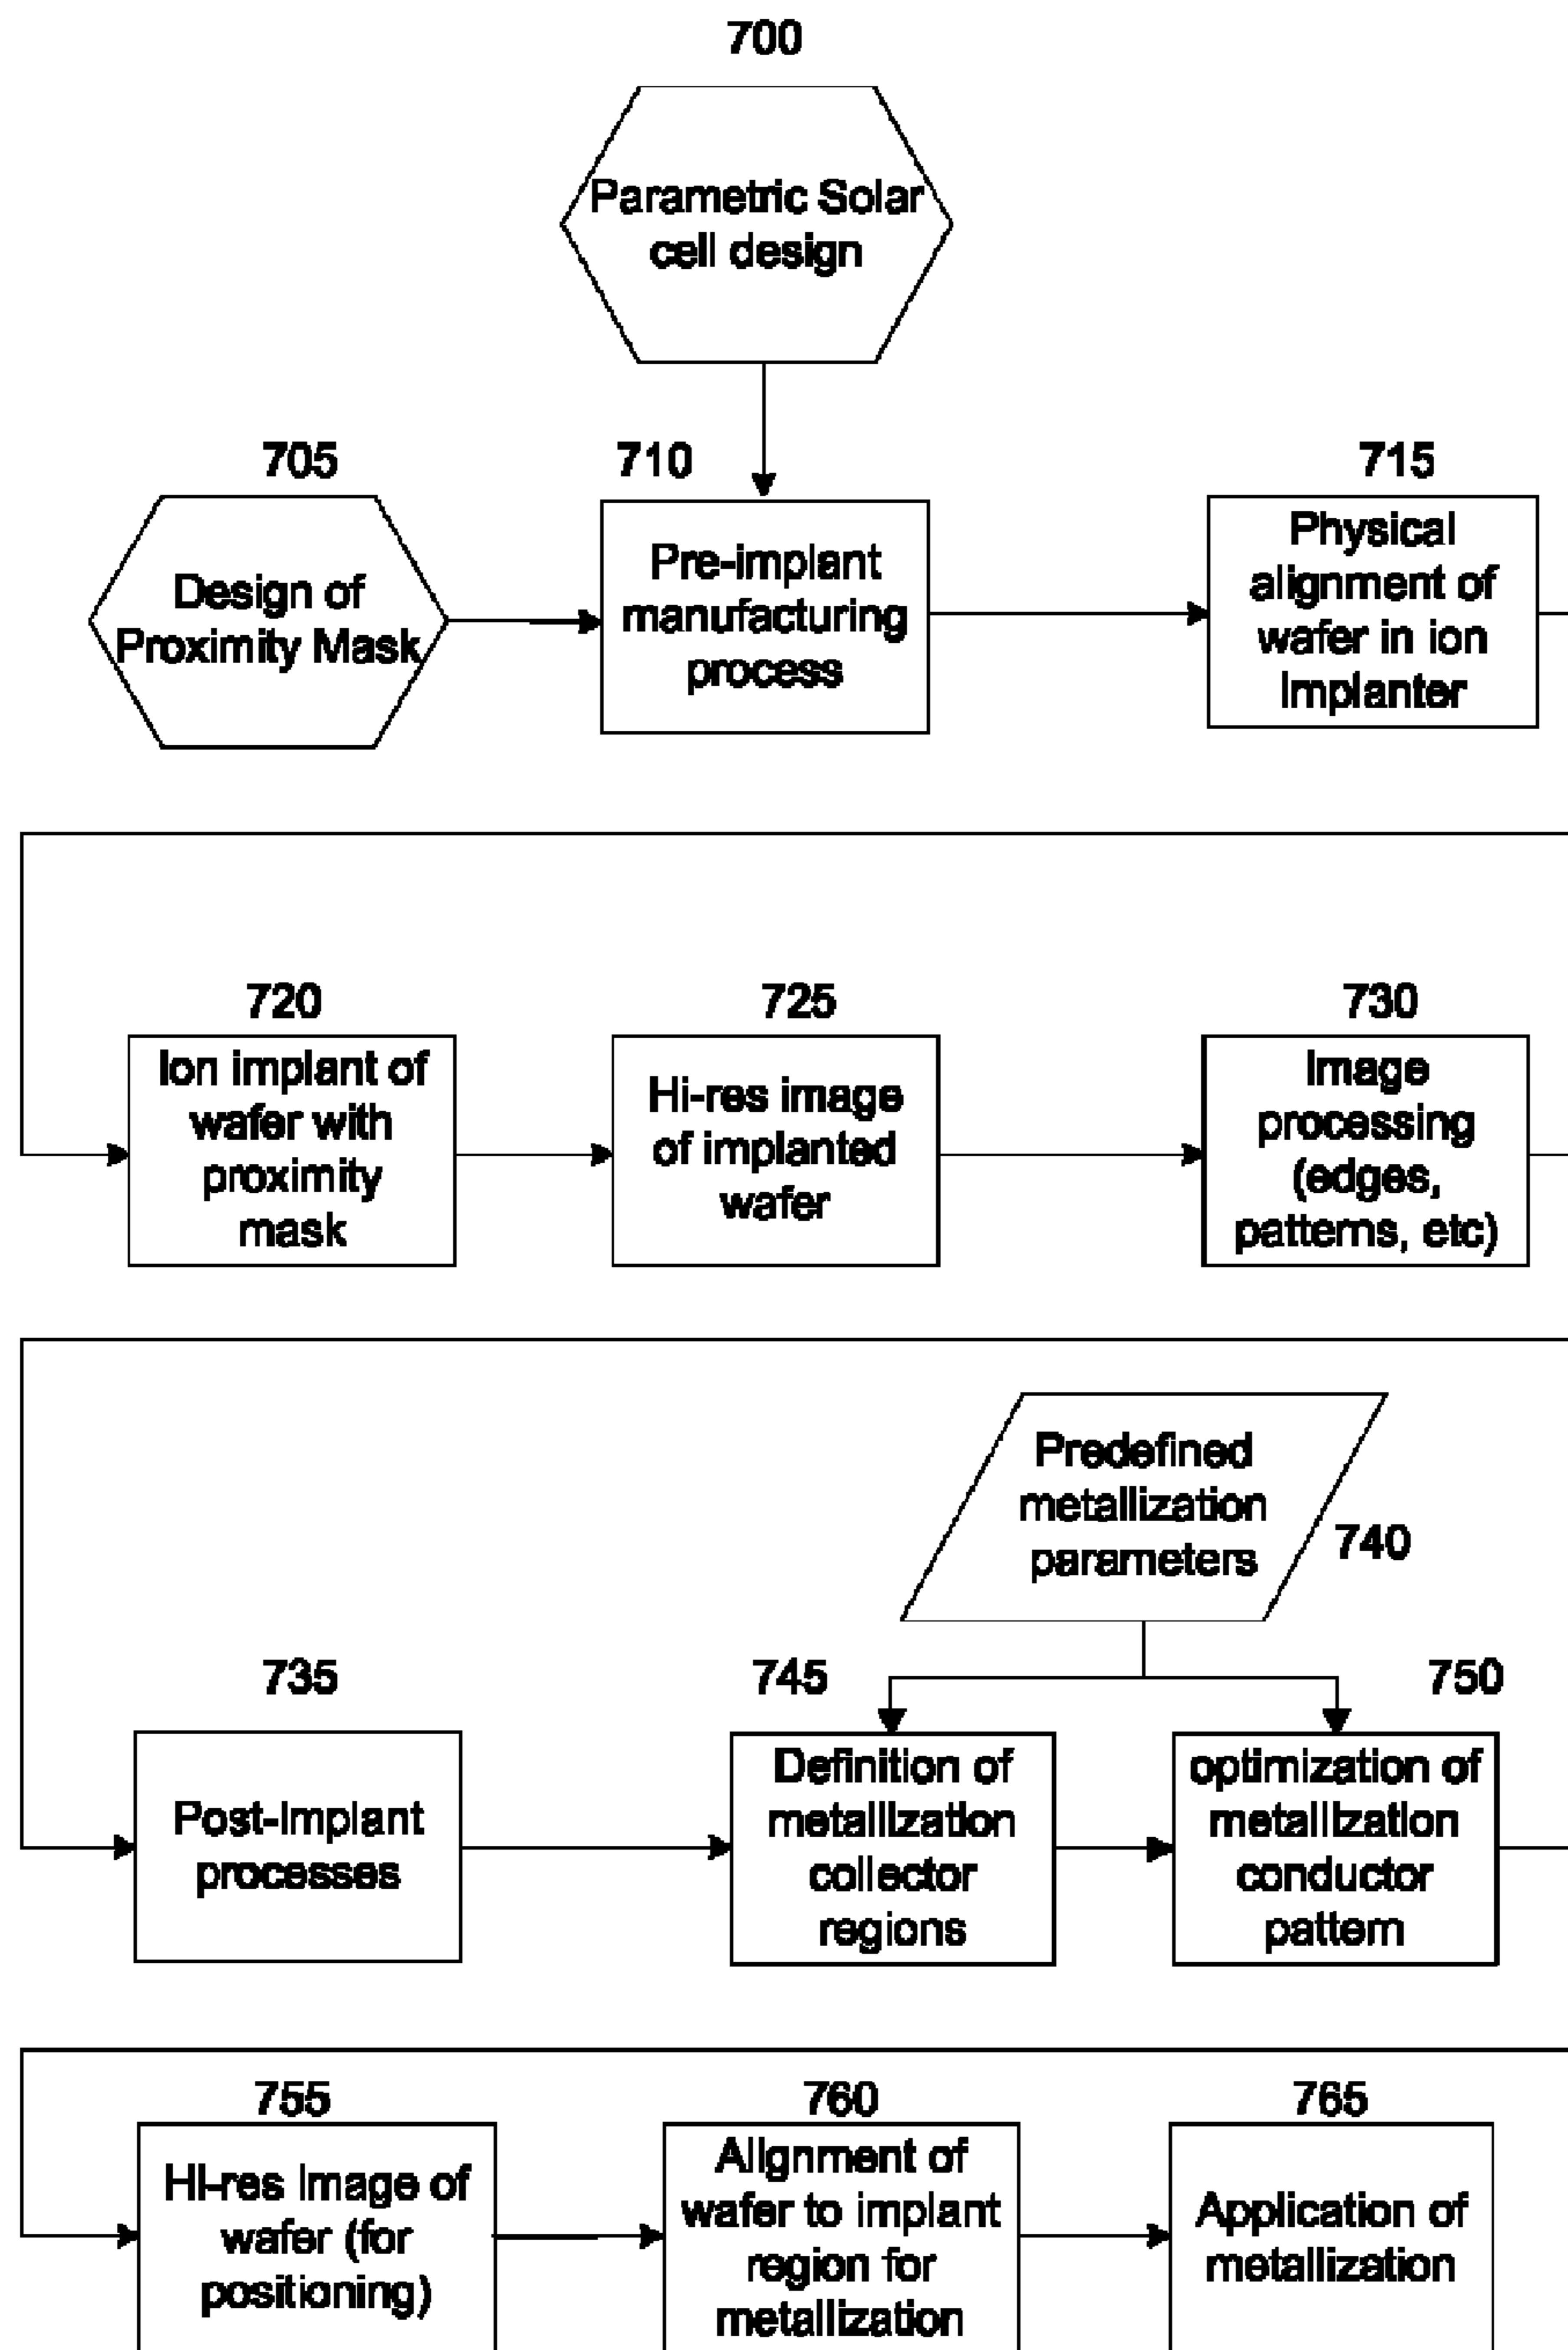 700
Parametric Solar
cell design
705
Design of
Proximity Mask
710
Pre-implant
manufacturing
process
715
Physical
alignment of
wafer in ion
Implanter
720
Ion implant of
wafer with
proximity
mask
725
Hi-res image
of implanted
wafer
730
Image
processing
(edges,
patterns, etc)
Predefined
metallization
parameters
740
735
Post-Implant
processes
745
Definition of
metallization
collector
regions
750
optimization of
metallization
conductor
pattern
755
Hi-res Image of
wafer (for
positioning)
760
Alignment of
wafer to implant
region for
metallization
765
Application of
metallization